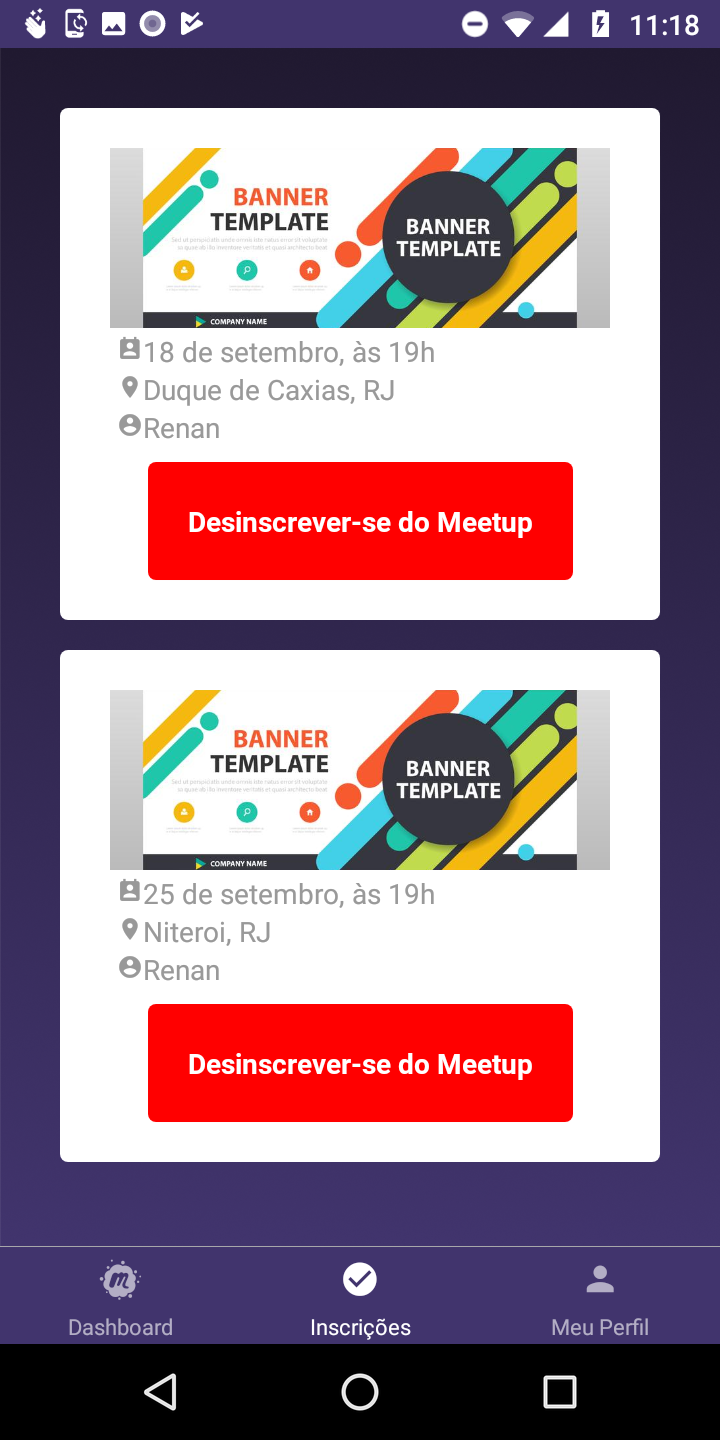 11:18
BANNER
TEMPLATE
BANNER
TEMPLATE
COMPANY NAME
18 de setembro, às 19h
Duque de Caxias, RJ
Renan
Desinscrever-se do Meetup
BANNER
TEMPLATE
BANNER
TEMPLATE
COMPANY NAME
25 de setembro, às 19h
Niteroi, RJ
Renan
Desinscrever-se do Meetup
Dashboard
Inscrições
Meu Perfil